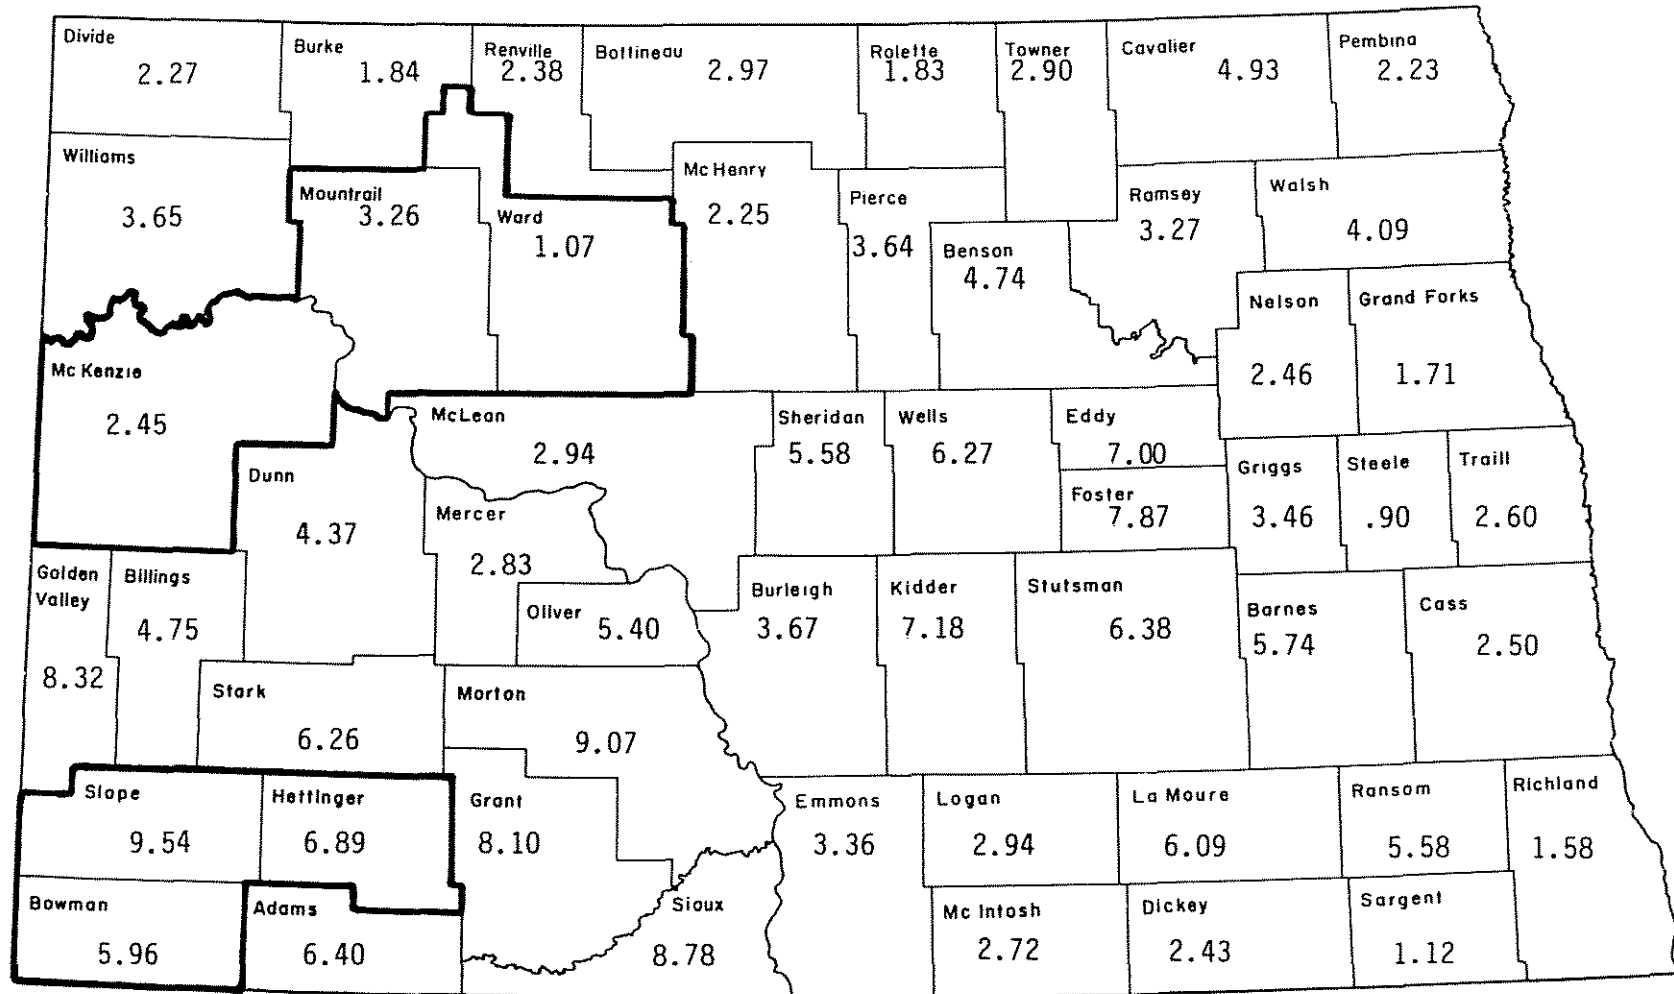 Divide
2.27
Burke
1.84
Renville
2.38
Bottineau
2.97
Rolette
1.83
Towner
2.90
Cavalier
4.93
Pembina
2.23
Williams
3.65
Mountrail
3.26
Ward
1.07
Mc Henry
2.25
Pierce
3.64
Benson
4.74
Ramsey
3.27
Walsh
4.09
Nelson
2.46
Grand Forks
1.71
Mc Kenzie
2.45
Dunn
4.37
McLean
2.94
Mercer
2.83
Oliver
5.40
Sheridan
5.58
Wells
6.27
Eddy
7.00
Foster
7.87
Griggs
3.46
Steele
.90
Traill
2.60
Golden
Valley
8.32
Billings
4.75
Stark
6.26
Morton
9.07
Burleigh
3.67
Kidder
7.18
Stutsman
6.38
Barnes
5.74
Cass
2.50
Slope
9.54
Hettinger
6.89
Grant
8.10
Emmons
3.36
Logan
2.94
La Moure
6.09
Ransom
5.58
Richland
1.58
Bowman
5.96
Adams
6.40
Sioux
8.78
Mc Intosh
2.72
Dickey
2.43
Sargent
1.12